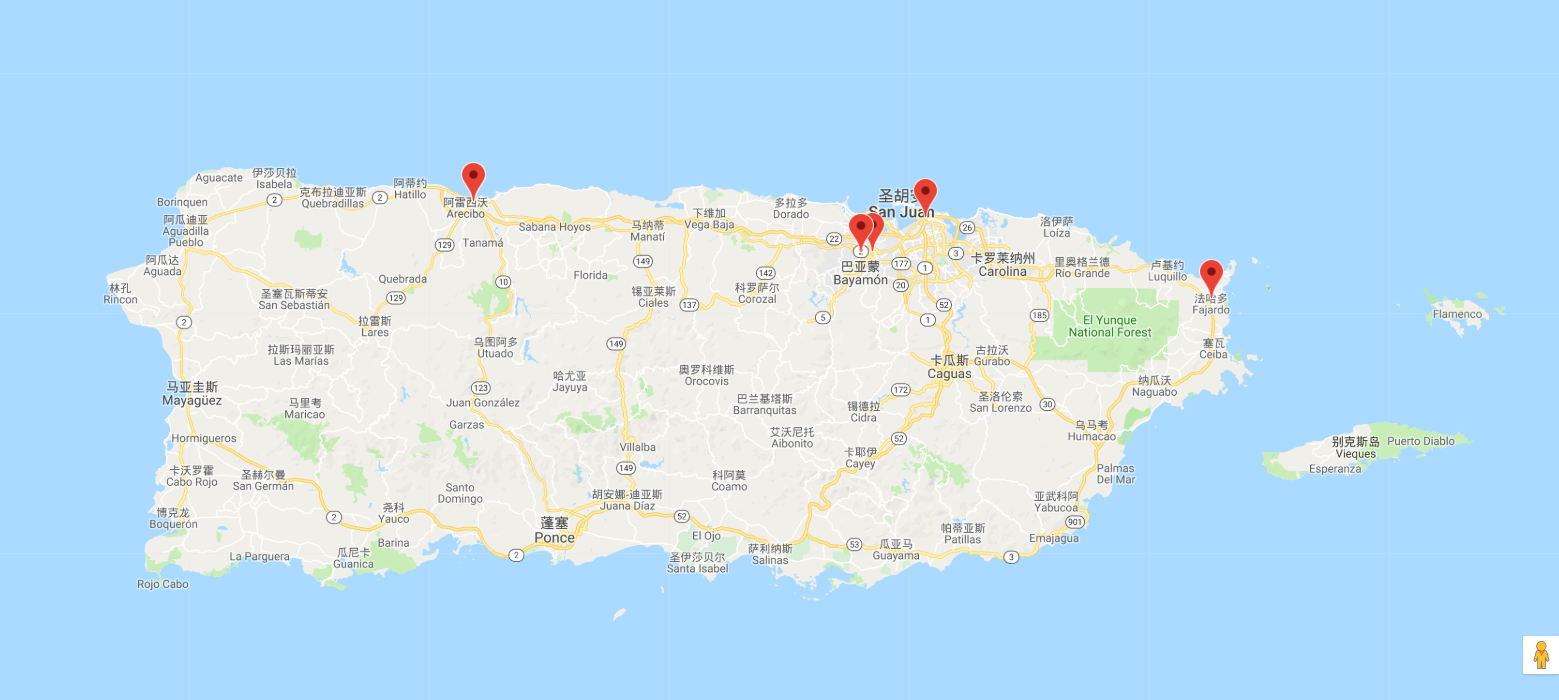 Aguacate
伊莎贝拉
Isabela
克布拉迪亚斯
Quebradillas
阿蒂约
Hatillo
阿雷西沃
Arecibo
Borinquen
阿瓜迪亚
Aguadilla
Pueblo
2
2
Sabana Hoyos
马纳蒂
Manatí
下维加
Vega Baja
多拉多
Dorado
圣胡安
San Juan
洛伊萨
Loíza
129
Tanamá
22
2
26
3
177
1
巴亚蒙
Bayamón
卡罗莱纳州
Carolina
里奥格兰德
Río Grande
卢基约
Luquillo
阿瓜达
Aguada
林孔
Rincon
Quebrada
129
10
Florida
149
142
20
圣塞瓦斯蒂安
San Sebastián
锡亚莱斯
Ciales
137
科罗萨尔
Corozal
5
52
1
185
法哈多
Fajardo
Flamenco
2
拉雷斯
Lares
El Yunque
National Forest
拉斯玛丽亚斯
Las Marías
乌图阿多
Utuado
149
古拉沃
Gurabo
塞瓦
Ceiba
卡瓜斯
Caguas
马亚圭斯
Mayagüez
123
哈尤亚
Jayuya
奥罗科维斯
Orocovis
172
纳瓜沃
Naguabo
马里考
Maricao
Juan González
巴兰基塔斯
Barranquitas
锡德拉
Cidra
圣洛伦索
San Lorenzo
30
Garzas
Hormigueros
艾沃尼托
Aibonito
52
乌马考
Humacao
别克斯岛
Vieques
Puerto Diablo
Esperanza
Villalba
149
卡耶伊
Cayey
卡沃罗霍
Cabo Rojo
圣赫尔曼
San Germán
科阿莫
Coamo
Palmas
Del Mar
Santo
Domingo
胡安娜-迪亚斯
Juana Díaz
亚武科阿
Yabucoa
博克龙
Boquerón
2
尧科
Yauco
蓬塞
Ponce
52
901
Emajagua
帕蒂亚斯
Patillas
El Ojo
53
瓜亚马
Guayama
3
La Parguera
Barina
瓜尼卡
Guanica
2
圣伊莎贝尔
Santa Isabel
萨利纳斯
Salinas
Rojo Cabo